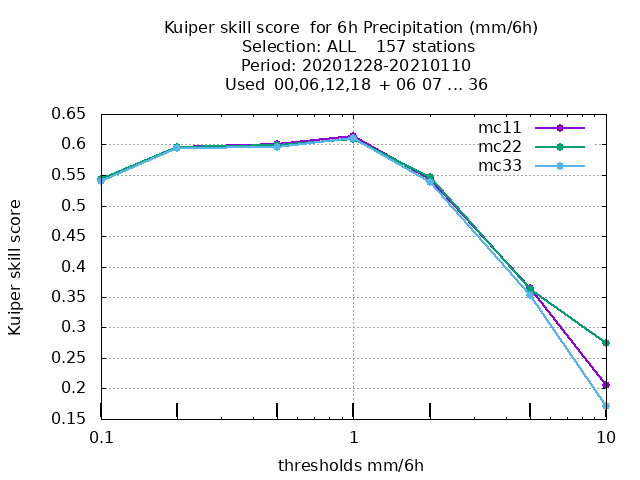 Kuiper skill score  for 6h Precipitation (mm/6h)
Selection: ALL    157 stations
Period: 20201228-20210110
Used  00,06,12,18  + 06 07 ... 36
mc11
mc22
mc33
0.65
0.6
0.55
0.5
0.45
0.4
0.35
0.3
0.25
0.2
0.15
Kuiper skill score
0.1
1
10
thresholds mm/6h